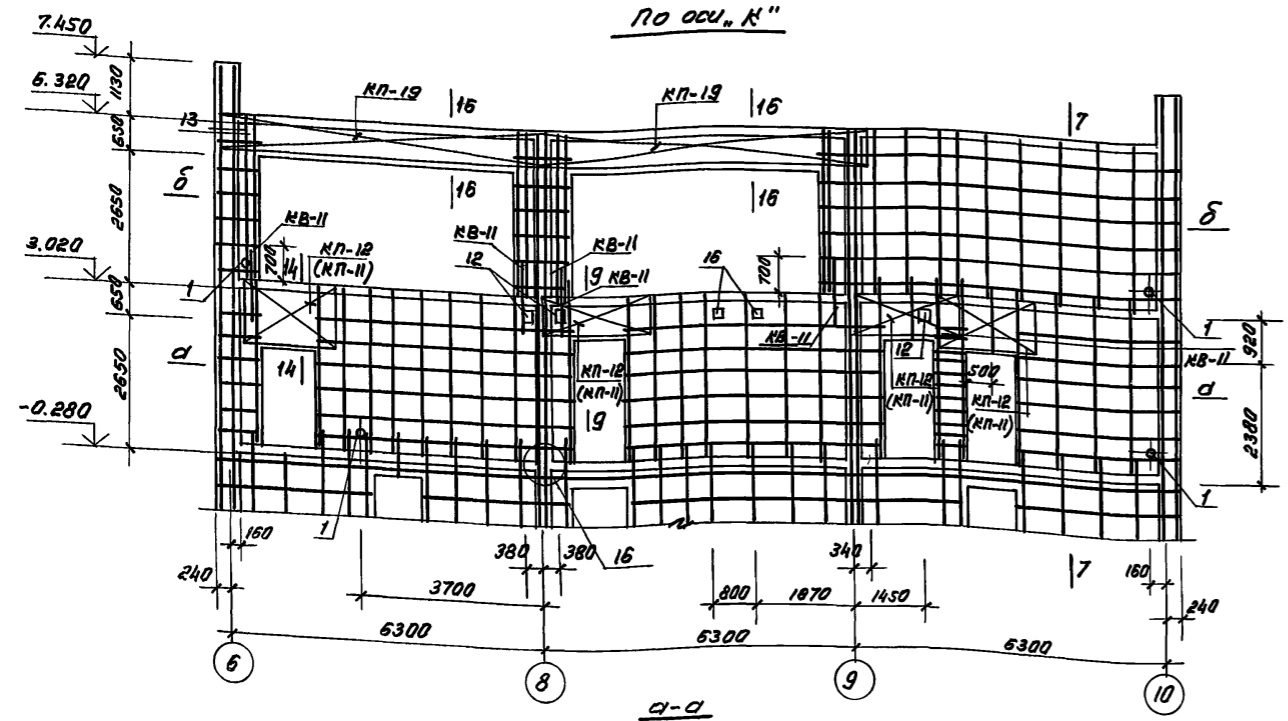 По оси „К"
7.450
6.320
3.020
-0.280
1130
650
2650
650
2650
13
б
а
КП-19
КП-19
16
16
7
16
16
КВ-11
700
14
КП-12
(КП-11)
1
14
КВ-11
12
КВ-11
9
КВ-11
16
700
КВ-11
КП-12
(КП-11)
9
12
КП-12
(КП-11)
500
КП-12
(КП-11)
б
1
КВ-11
920
а
2380
1
1
16
160
240
380
380
340
7
160
240
3700
800
1870
1450
6300
6300
6300
6
8
9
10
а-а